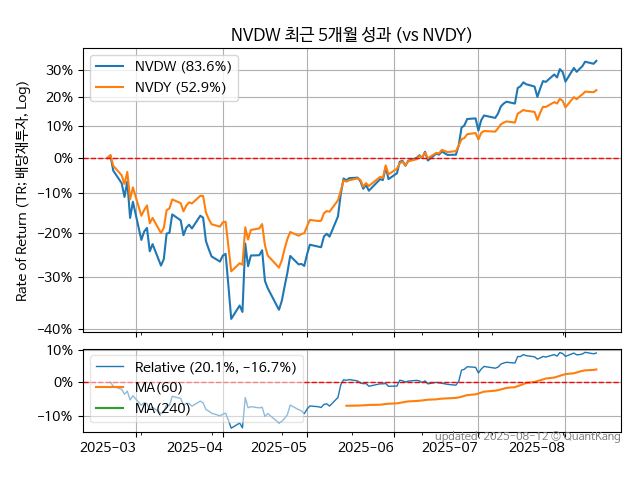 NVDW 최근 5개월 성과 (vs NVDY)
NVDW (83.6%)
NVDY (52.9%)
30%
20%
10%
0%
−10%
−20%
−30%
−40%
Rate of Return (TR: 배당재투자, Log)
Relative (20.1%, −16.7%)
MA(60)
MA(240)
10%
0%
−10%
2025−03
2025−04
2025−05
2025−06
2025−07
2025−08
updated: 2025−08−12 © QuantKang